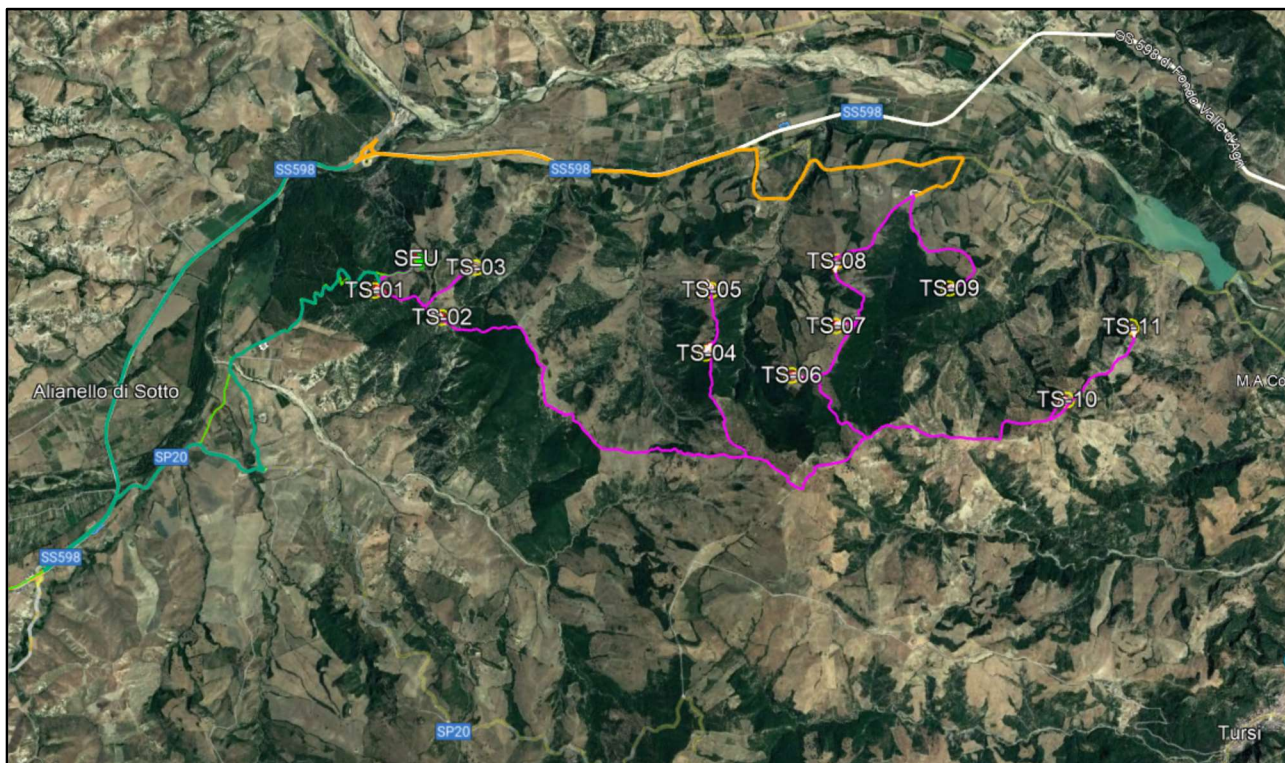 SS 598 di Fondo Valle d'Agri
SS598
SS598
SS598
SEU
TS-03
TS-08
TS-01
TS-05
TS-09
TS-02
TS-07
TS-11
TS-04
TS-06
M A Co
Alianello di Sotto
TS-10
SP20
SS598
SP20
Tursi